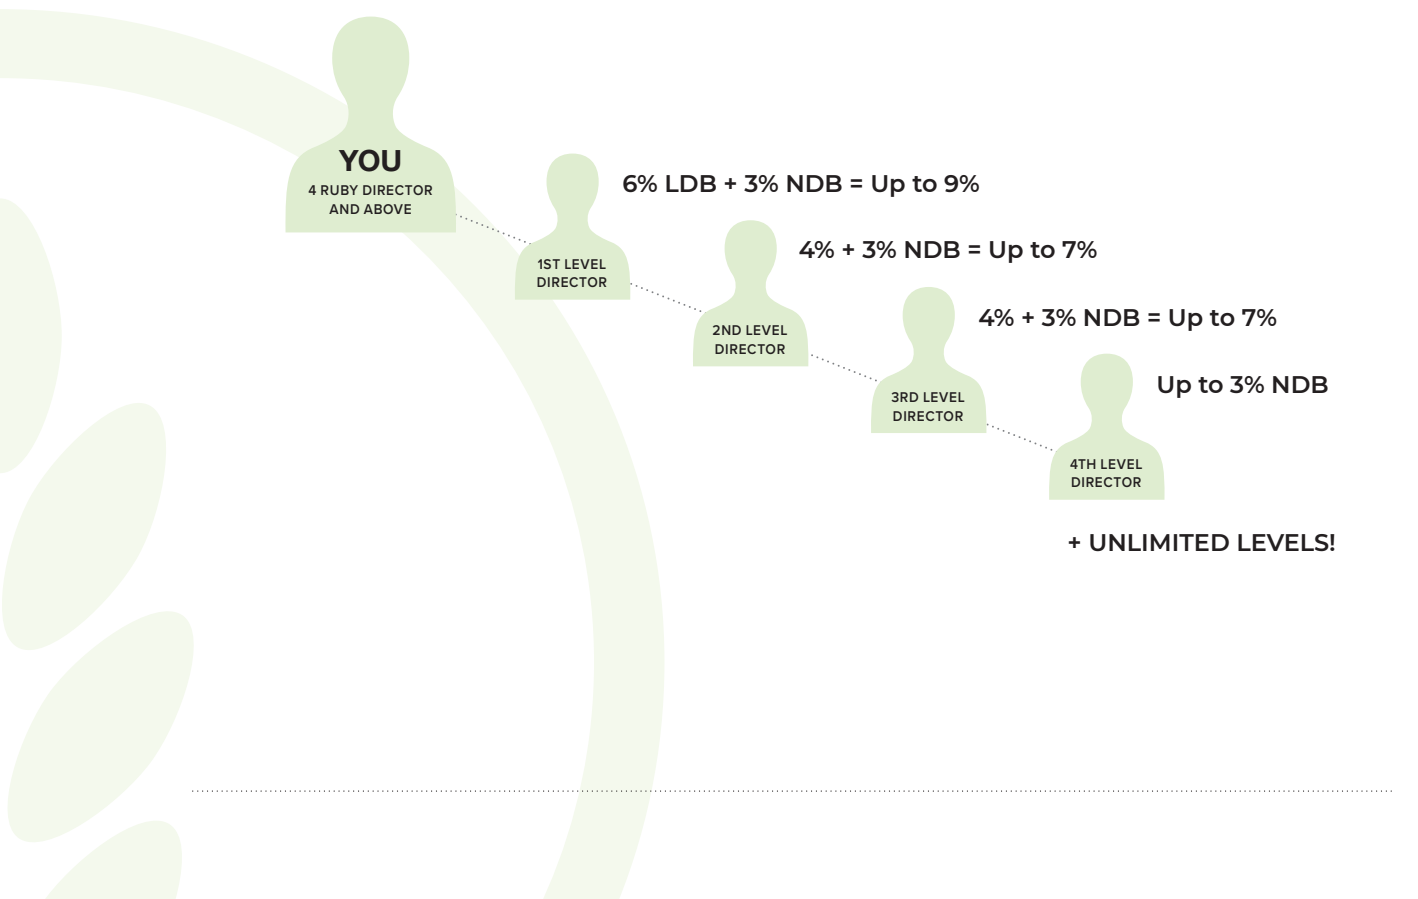 YOU
4 RUBY DIRECTOR
AND ABOVE
6% LDB + 3% NDB = Up to 9%
1ST LEVEL
DIRECTOR
4% + 3% NDB = Up to 7%
2ND LEVEL
DIRECTOR
4% + 3% NDB = Up to 7%
3RD LEVEL
DIRECTOR
Up to 3% NDB
4TH LEVEL
DIRECTOR
+ UNLIMITED LEVELS!